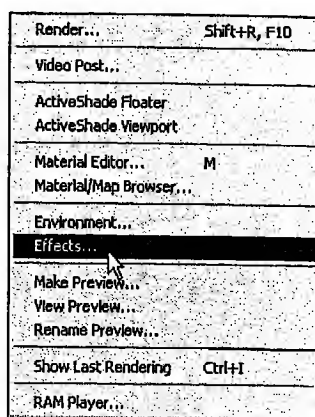 Render... Shift+R, F10
Video Post...
ActiveShade Floater
ActiveShade Viewport
Material Editor... M
Material/Map Browser...
Environment...
Effects...
Make Preview...
View Preview...
Rename Preview...
Show Last Rendering Ctrl+I
RAM Player...